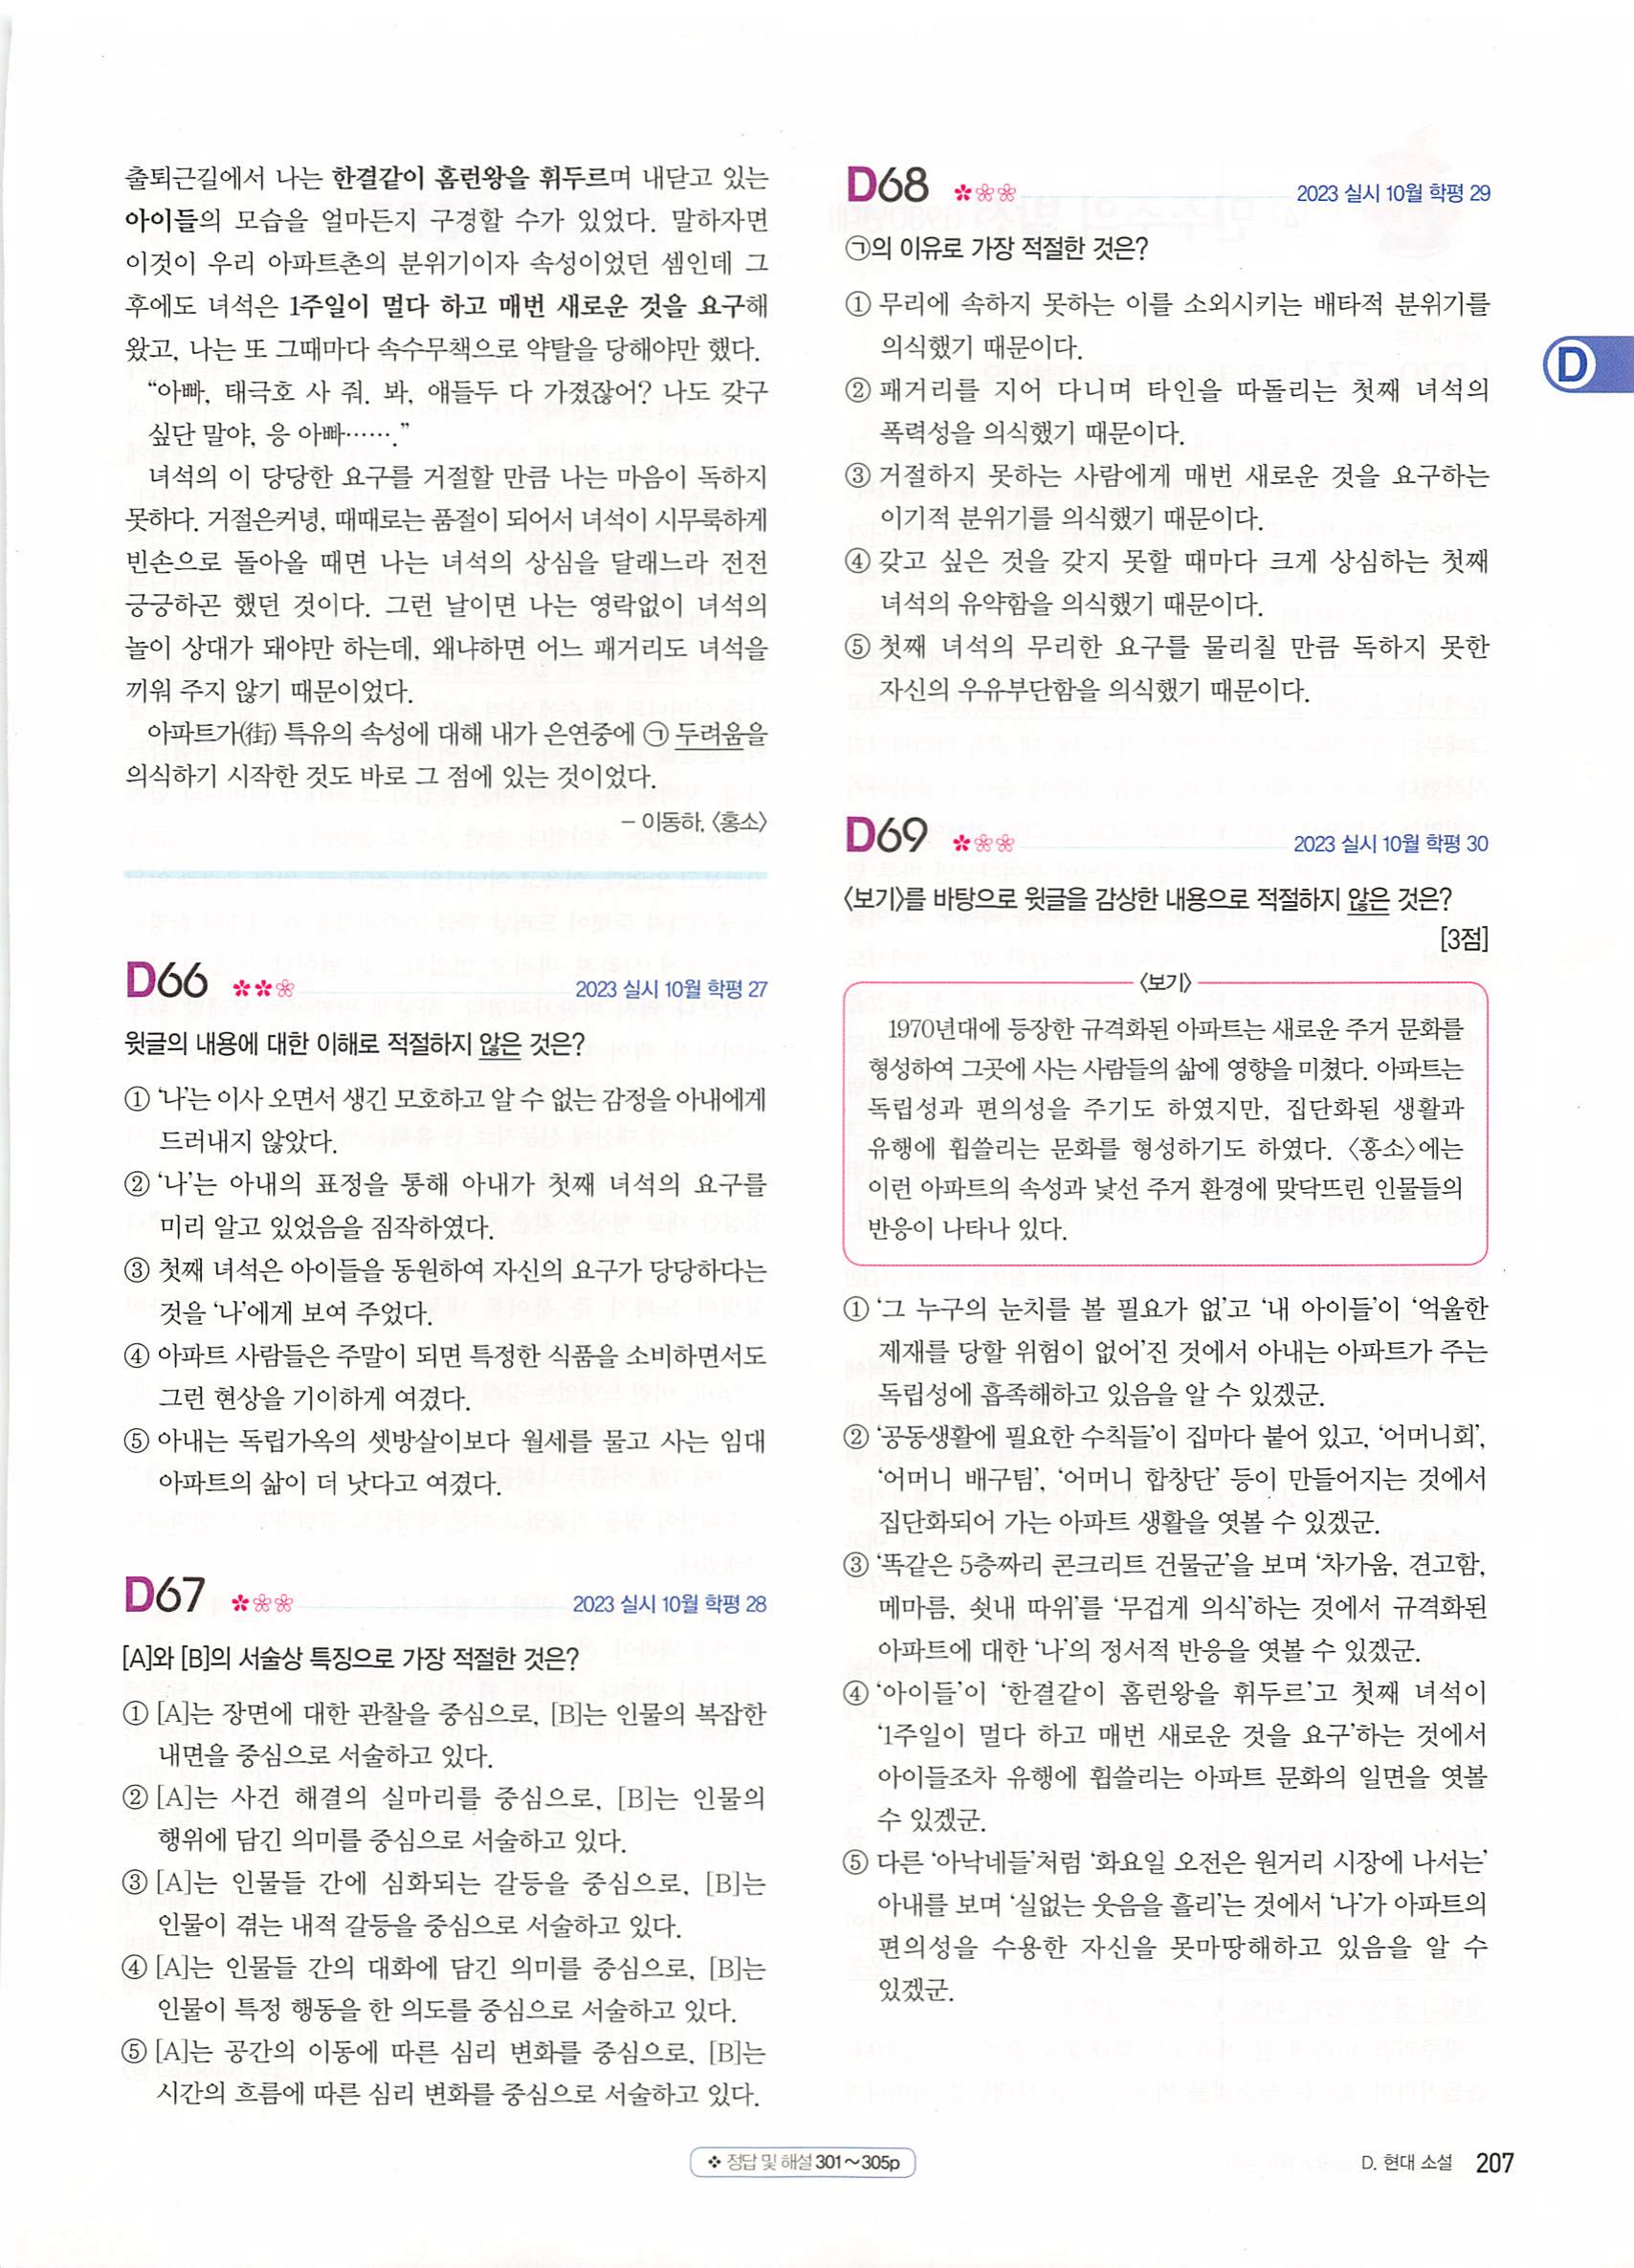 출퇴근길에서 나는 한결같이 홈런왕을 휘두르며 내닫고 있는
아이들의 모습을 얼마든지 구경할 수가 있었다. 말하자면
이것이 우리 아파트촌의 분위기이자 속성이었던 셈인데 그
후에도 녀석은 1주일이 멀다 하고 매번 새로운 것을 요구해
왔고, 나는 또 그때마다 속수무책으로 약탈을 당해야만 했다.
“아빠, 태극호 사 줘. 봐, 얘들두 다 가졌잖어? 나도 갖구
싶단 말야, 응 아빠⋯⋯.”
녀석의 이 당당한 요구를 거절할 만큼 나는 마음이 독하지
못하다. 거절은커녕, 때때로는 품절이 되어서 녀석이 시무룩하게
빈손으로 돌아올 때면 나는 녀석의 상심을 달래느라 전전
긍긍하곤 했던 것이다. 그런 날이면 나는 영락없이 녀석의
놀이 상대가 돼야만 하는데, 왜냐하면 어느 패거리도 녀석을
끼워 주지 않기 때문이었다.
아파트가(街) 특유의 속성에 대해 내가 은연중에 ㉠ 두려움을
의식하기 시작한 것도 바로 그 점에 있는 것이었다.
– 이동하, 〈홍소〉
D66
2023 실시 10월 학평 27
윗글의 내용에 대한 이해로 적절하지 않은 것은?
① ‘나’는 이사 오면서 생긴 모호하고 알 수 없는 감정을 아내에게
드러내지 않았다.
② ‘나’는 아내의 표정을 통해 아내가 첫째 녀석의 요구를
미리 알고 있었음을 짐작하였다.
③ 첫째 녀석은 아이들을 동원하여 자신의 요구가 당당하다는
것을 ‘나’에게 보여 주었다.
④ 아파트 사람들은 주말이 되면 특정한 식품을 소비하면서도
그런 현상을 기이하게 여겼다.
⑤ 아내는 독립가옥의 셋방살이보다 월세를 물고 사는 임대
아파트의 삶이 더 낫다고 여겼다.
D67
2023 실시 10월 학평 28
[A]와 [B]의 서술상 특징으로 가장 적절한 것은?
① [A]는 장면에 대한 관찰을 중심으로, [B]는 인물의 복잡한
내면을 중심으로 서술하고 있다.
② [A]는 사건 해결의 실마리를 중심으로, [B]는 인물의
행위에 담긴 의미를 중심으로 서술하고 있다.
③ [A]는 인물들 간에 심화되는 갈등을 중심으로, [B]는
인물이 겪는 내적 갈등을 중심으로 서술하고 있다.
④ [A]는 인물들 간의 대화에 담긴 의미를 중심으로, [B]는
인물이 특정 행동을 한 의도를 중심으로 서술하고 있다.
⑤ [A]는 공간의 이동에 따른 심리 변화를 중심으로, [B]는
시간의 흐름에 따른 심리 변화를 중심으로 서술하고 있다.
D68
2023 실시 10월 학평 29
㉠의 이유로 가장 적절한 것은?
① 무리에 속하지 못하는 이를 소외시키는 배타적 분위기를
의식했기 때문이다.
② 패거리를 지어 다니며 타인을 따돌리는 첫째 녀석의
폭력성을 의식했기 때문이다.
③ 거절하지 못하는 사람에게 매번 새로운 것을 요구하는
이기적 분위기를 의식했기 때문이다.
④ 갖고 싶은 것을 갖지 못할 때마다 크게 상심하는 첫째
녀석의 유약함을 의식했기 때문이다.
⑤ 첫째 녀석의 무리한 요구를 물리칠 만큼 독하지 못한
자신의 우유부단함을 의식했기 때문이다.
D
D69
2023 실시 10월 학평 30
〈보기〉를 바탕으로 윗글을 감상한 내용으로 적절하지 않은 것은?
[3점]
〈보기〉
1970년대에 등장한 규격화된 아파트는 새로운 주거 문화를
형성하여 그곳에 사는 사람들의 삶에 영향을 미쳤다. 아파트는
독립성과 편의성을 주기도 하였지만, 집단화된 생활과
유행에 휩쓸리는 문화를 형성하기도 하였다. 〈홍소〉에는
이런 아파트의 속성과 낯선 주거 환경에 맞닥뜨린 인물들의
반응이 나타나 있다.
① ‘그 누구의 눈치를 볼 필요가 없’고 ‘내 아이들’이 ‘억울한
제재를 당할 위험이 없어’진 것에서 아내는 아파트가 주는
독립성에 흡족해하고 있음을 알 수 있겠군.
② ‘공동생활에 필요한 수칙들’이 집마다 붙어 있고, ‘어머니회’,
‘어머니 배구팀’, ‘어머니 합창단’ 등이 만들어지는 것에서
집단화되어 가는 아파트 생활을 엿볼 수 있겠군.
③ ‘똑같은 5층짜리 콘크리트 건물군’을 보며 ‘차가움, 견고함,
메마름, 쇳내 따위’를 ‘무겁게 의식’하는 것에서 규격화된
아파트에 대한 ‘나’의 정서적 반응을 엿볼 수 있겠군.
④ ‘아이들’이 ‘한결같이 홈런왕을 휘두르’고 첫째 녀석이
‘1주일이 멀다 하고 매번 새로운 것을 요구’하는 것에서
아이들조차 유행에 휩쓸리는 아파트 문화의 일면을 엿볼
수 있겠군.
⑤ 다른 ‘아낙네들’처럼 ‘화요일 오전은 원거리 시장에 나서는’
아내를 보며 ‘실없는 웃음을 흘리’는 것에서 ‘나’가 아파트의
편의성을 수용한 자신을 못마땅해하고 있음을 알 수
있겠군.
❖ 정답 및 해설 301～305p
D. 현대 소설 207